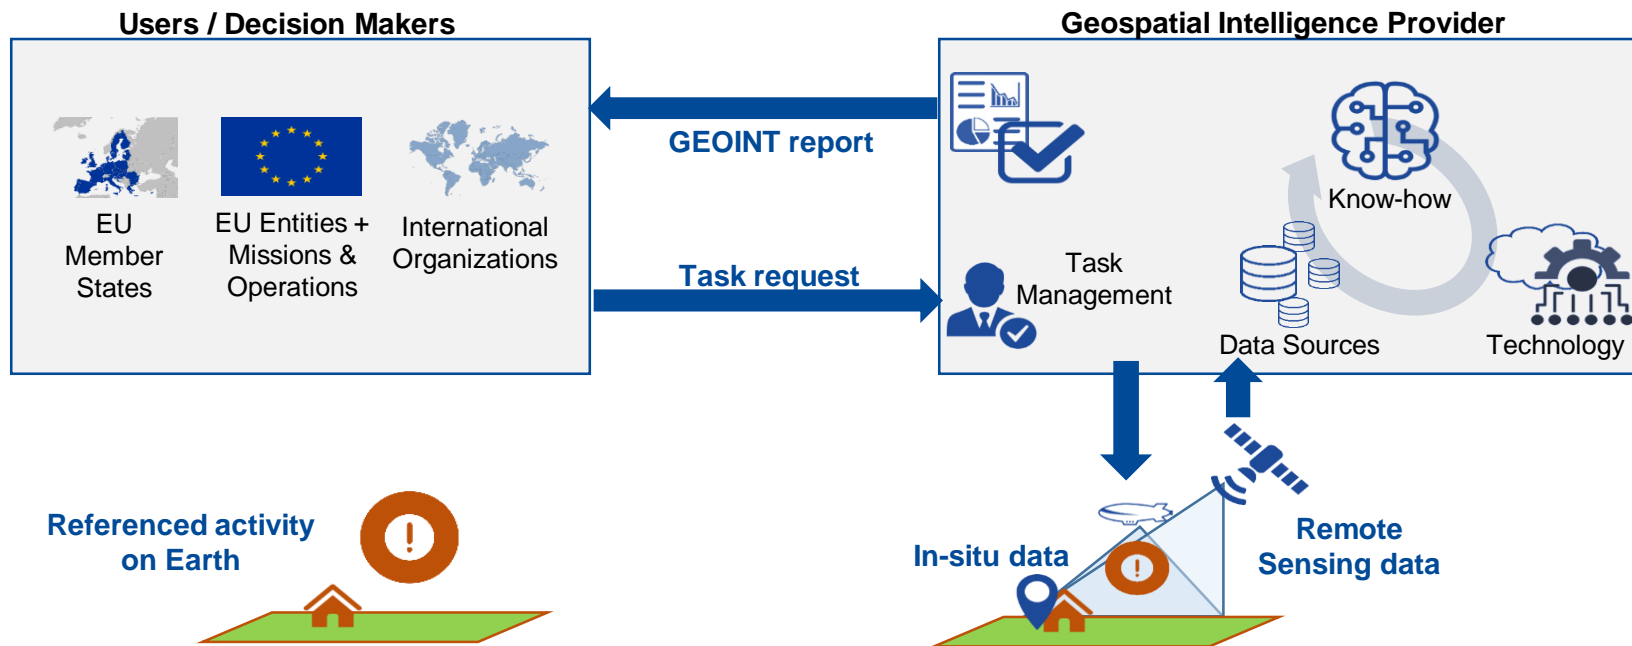 Users / Decision Makers
Geospatial Intelligence Provider
EU
Member
States
EU Entities +
Missions &
Operations
International
Organizations
GEOINT report
Task request
Task
Management
Know-how
Data Sources
Technology
Referenced activity
on Earth
In-situ data
Remote
Sensing data